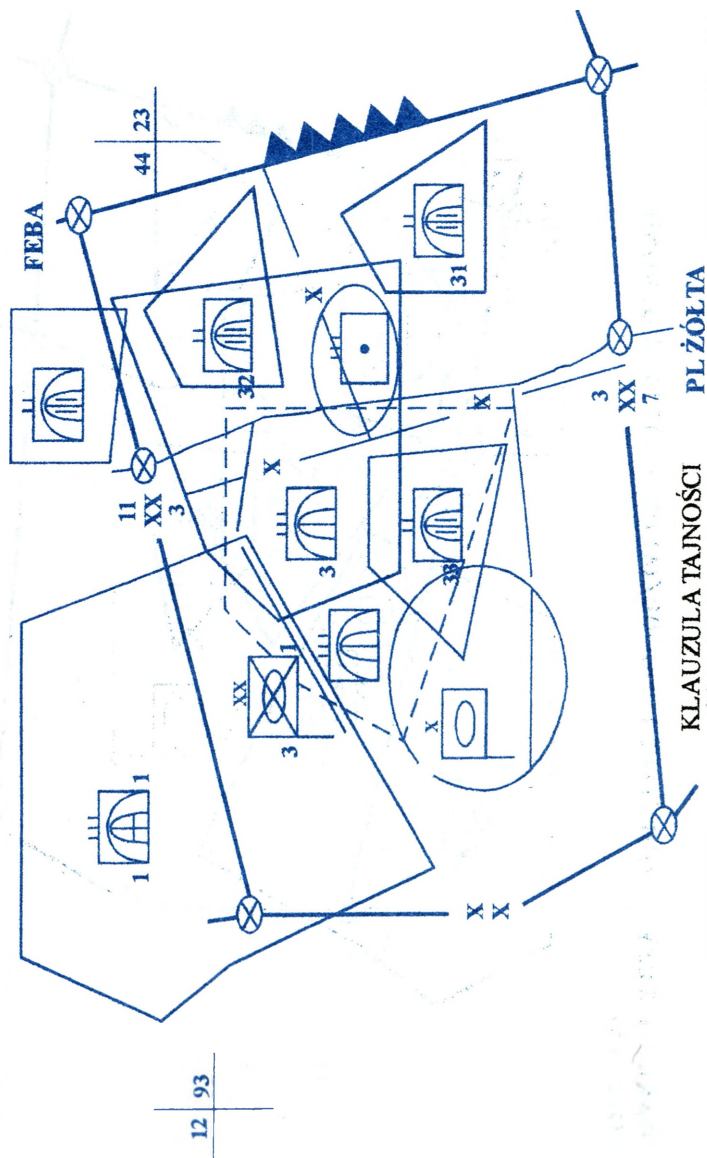 FEBA
44 23
11
XX
3
32
X
31
X
X
3
33
1
XX
3
X
1
1
X
X
12 93
3
XX
7
PL ŻÓŁTA
KLAUZULA TAJNOŚCI